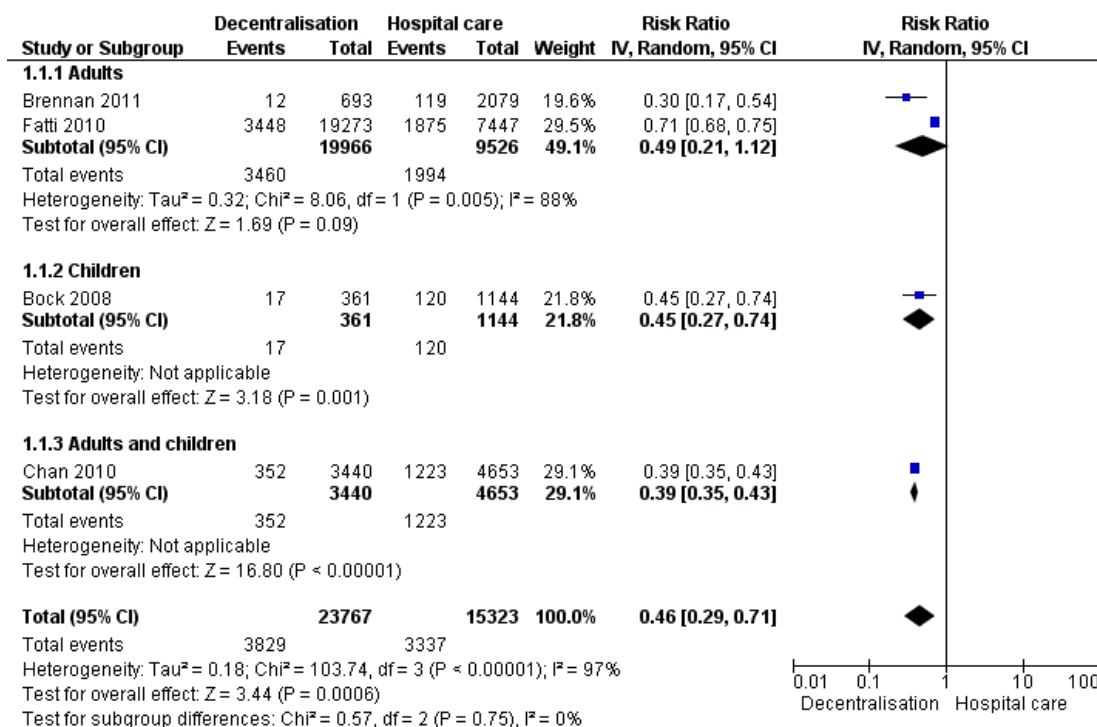 Decentralisation Hospital care Risk Ratio Risk Ratio
Study or Subgroup Events Total Events Total Weight IV, Random, 95% CI IV, Random, 95% CI
1.1.1 Adults
Brennan 2011 12 693 119 2079 19.6% 0.30 [0.17, 0.54]
Fatti 2010 3448 19273 1875 7447 29.5% 0.71 [0.68, 0.75]
Subtotal (95% CI) 19966 9526 49.1% 0.49 [0.21, 1.12]
Total events 3460 1994
Heterogeneity: Tau² = 0.32; Chi² = 8.06, df = 1 (P = 0.005); I² = 88%
Test for overall effect: Z = 1.69 (P = 0.09)
1.1.2 Children
Bock 2008 17 361 120 1144 21.8% 0.45 [0.27, 0.74]
Subtotal (95% CI) 361 1144 21.8% 0.45 [0.27, 0.74]
Total events 17 120
Heterogeneity: Not applicable
Test for overall effect: Z = 3.18 (P = 0.001)
1.1.3 Adults and children
Chan 2010 352 3440 1223 4653 29.1% 0.39 [0.35, 0.43]
Subtotal (95% CI) 3440 4653 29.1% 0.39 [0.35, 0.43]
Total events 352 1223
Heterogeneity: Not applicable
Test for overall effect: Z = 16.80 (P < 0.00001)
Total (95% CI) 23767 15323 100.0% 0.46 [0.29, 0.71]
Total events 3829 3337
Heterogeneity: Tau² = 0.18; Chi² = 103.74, df = 3 (P < 0.00001); I² = 97%
Test for overall effect: Z = 3.44 (P = 0.0006)
Test for subgroup differences: Chi² = 0.57, df = 2 (P = 0.75), I² = 0%
0.01 0.1 1 10 100
Decentralisation Hospital care